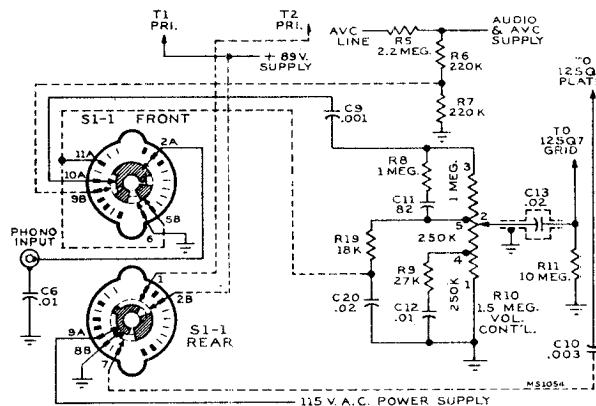 T1
PRI.
T2
PRI.
+ 89 V.
SUPPLY
AVC
LINE
R5
2.2 MEG.
AUDIO
& AVC
SUPPLY
R6
220K
R7
220K
TO
12SQ
PLAT
TO
12SQ7
GRID
S1-1 FRONT
2A
11A
10A
9B
5B
6
PHONO
INPUT
C6
.01
C9
.001
R8
1 MEG.
C11
82
1 MEG.
3
2
5
250K
4
250K
1
R19
18K
R9
27K
C20
.02
C12
.01
R10
1.5 MEG.
VOL.
CONT'L.
C13
.02
R11
10 MEG.
C10
.003
1
2B
9A
8B
7
S1-1
REAR
MS1054
115 V. A.C. POWER SUPPLY